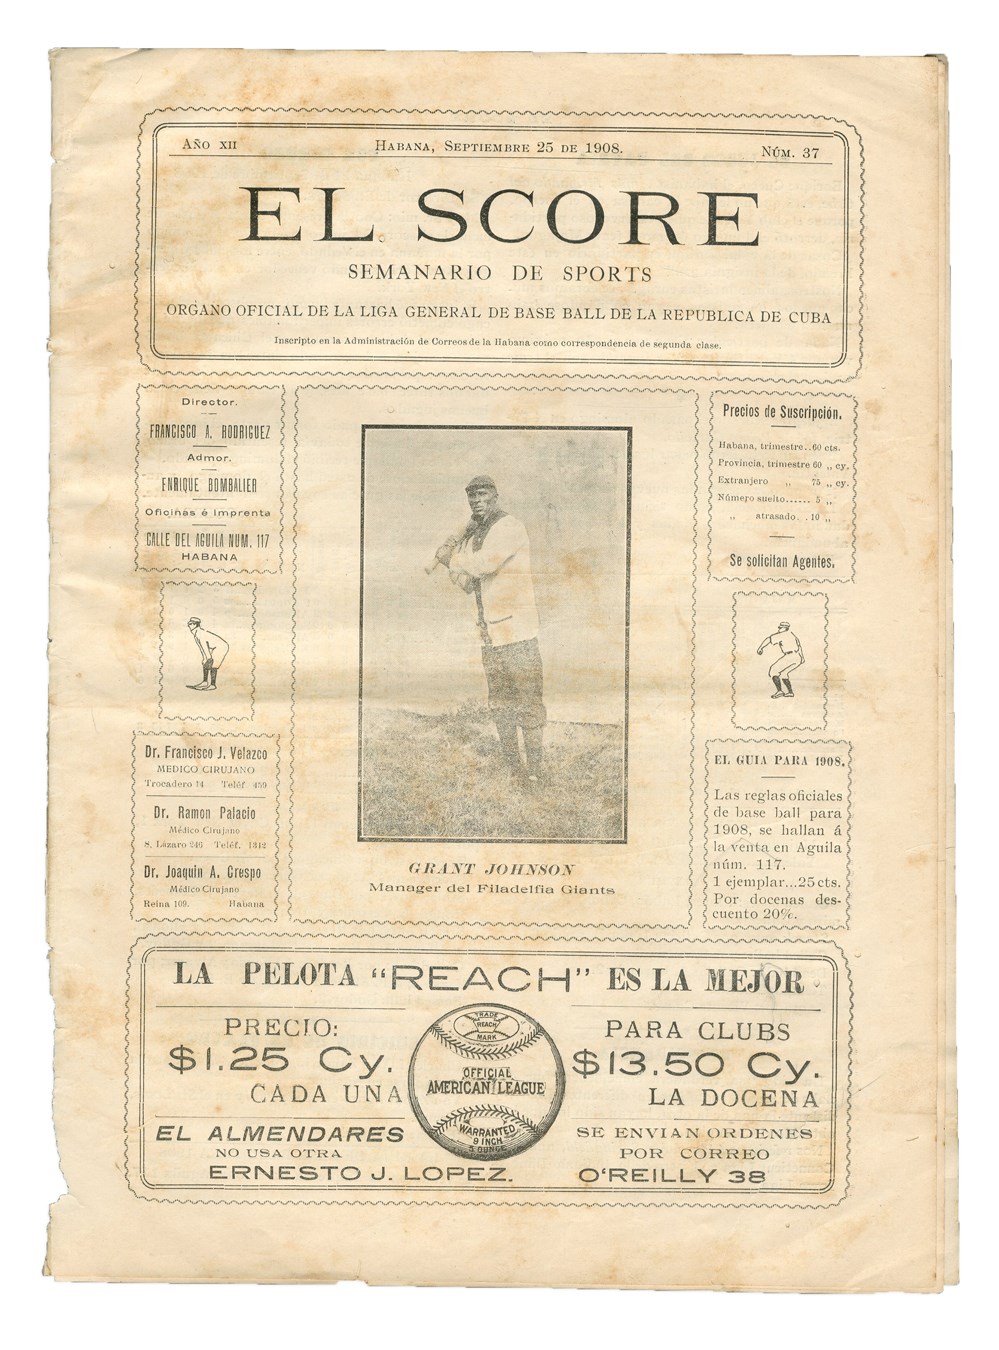 AÑO XII HABANA, SEPTIEMBRE 25 DE 1908. NÚM. 37
EL SCORE
SEMANARIO DE SPORTS
ORGANO OFICIAL DE LA LIGA GENERAL DE BASE BALL DE LA REPUBLICA DE CUBA
Inscripto en la Administración de Correos de la Habana como correspondencia de segunda clase.
Director.
FRANCISCO A. RODRIGUEZ
Admor.
ENRIQUE BOMBALIER
Oficinas é Imprenta
CALLE DEL AGUILA NUM. 117
HABANA
Dr. Francisco J. Velazco
MEDICO CIRUJANO
Trocadero 14 Teléf. 459
Dr. Ramon Palacio
Médico Cirujano
S. Lázaro 246 Teléf. 1342
Dr. Joaquin A. Crespo
Médico Cirujano
Reina 109. Habana
GRANT JOHNSON
Manager del Filadelfia Giants
Precios de Suscripción.
Habana, trimestre..60 cts.
Provincia, trimestre 60 ,, cy.
Extranjero ,, 75 ,, cy.
Número suelto...... 5 ,,
,, atrasado. . 10 ,,
Se solicitan Agentes.
EL GUIA PARA 1908.
Las reglas oficiales
de base ball para
1908, se hallan á
la venta en Aguila
núm. 117.
1 ejemplar...25 cts.
Por docenas des-
cuento 20%.
LA PELOTA "REACH" ES LA MEJOR
PRECIO:
$1.25 Cy.
CADA UNA
EL ALMENDARES
NO USA OTRA
ERNESTO J. LOPEZ.
TRADE
REACH
MARK
OFFICIAL
AMERICAN LEAGUE
WARRANTED
9 INCH
5 OUNCE
PARA CLUBS
$13.50 Cy.
LA DOCENA
SE ENVIAN ORDENES
POR CORREO
O'REILLY 38